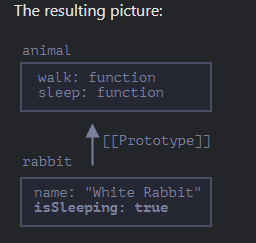 The resulting picture:
animal
walk: function
sleep: function
[[Prototype]]
rabbit
name: "White Rabbit"
isSleeping: true